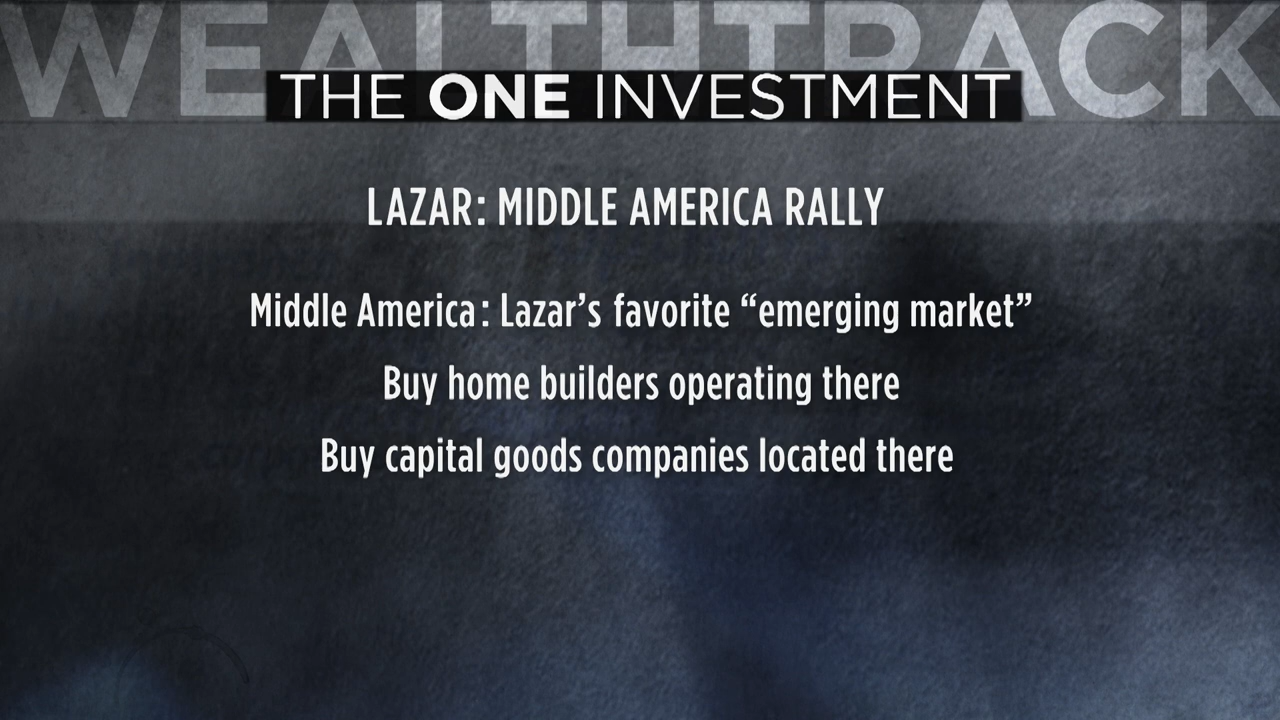 WEALTHTRACK
THE ONE INVESTMENT
LAZAR: MIDDLE AMERICA RALLY
Middle America: Lazar’s favorite “emerging market”
Buy home builders operating there
Buy capital goods companies located there